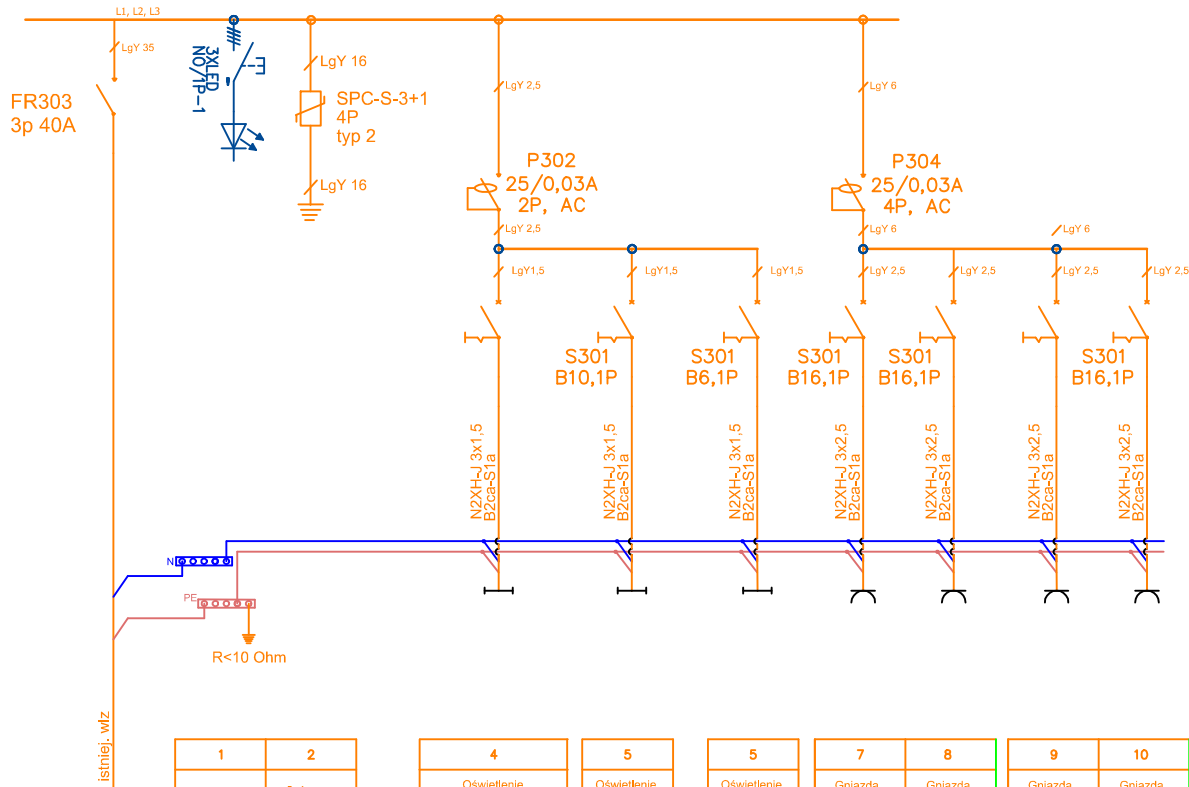 L1, L2, L3
LgY 35
FR303
3p 40A
3XLED
NO/1P-1
LgY 16
SPC-S-3+1
4P
typ 2
LgY 16
LgY 2,5
P302
25/0,03A
2P, AC
LgY 2,5
LgY 6
P304
25/0,03A
4P, AC
LgY 6
LgY 6
LgY1,5
LgY1,5
LgY1,5
LgY 2,5
LgY 2,5
LgY 2,5
LgY 2,5
S301
B10,1P
S301
B6,1P
S301
B16,1P
S301
B16,1P
S301
B16,1P
N2XH-J 3x1,5
B2ca-S1a
N2XH-J 3x1,5
B2ca-S1a
N2XH-J 3x1,5
B2ca-S1a
N2XH-J 3x2,5
B2ca-S1a
N2XH-J 3x2,5
B2ca-S1a
N2XH-J 3x2,5
B2ca-S1a
N2XH-J 3x2,5
B2ca-S1a
N
PE
R<10 Ohm
istniej. wlz
1 2 4 5 5 7 8 9 10
Oświetlenie Oświetlenie Oświetlenie Gniazda Gniazda Gniazda Gniazda